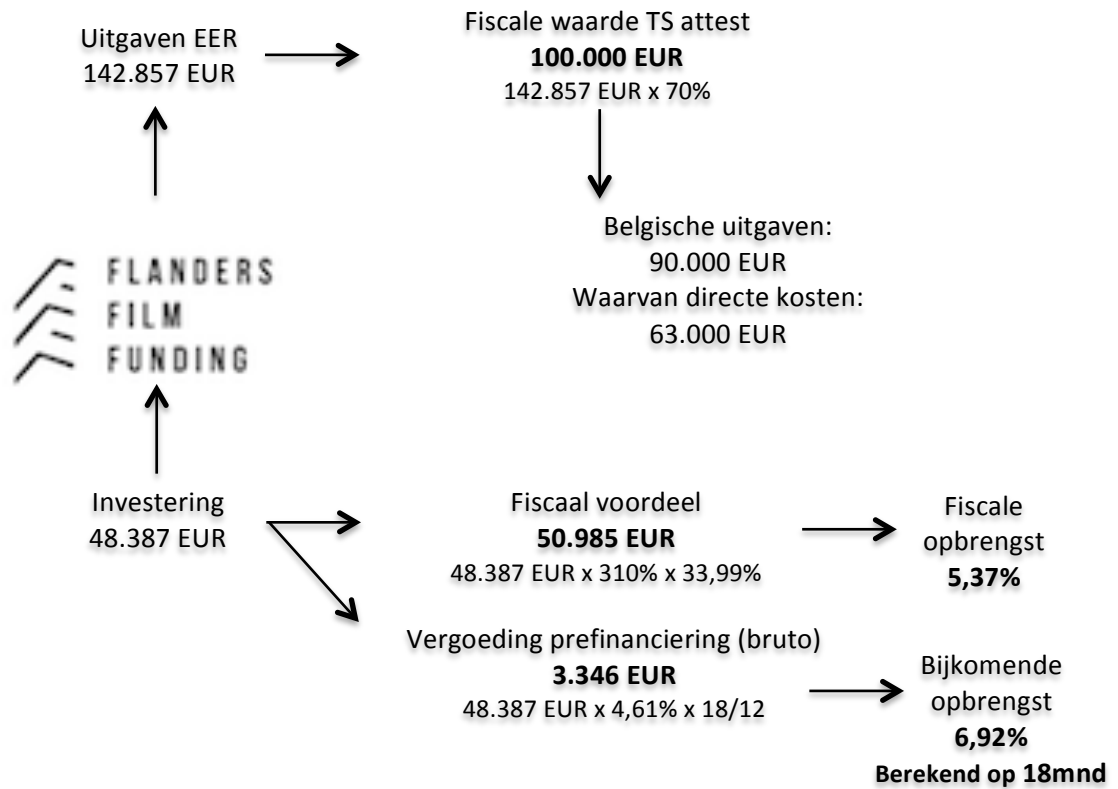 Uitgaven EER
142.857 EUR
Fiscale waarde TS attest
100.000 EUR
142.857 EUR x 70%
Belgische uitgaven:
90.000 EUR
Waarvan directe kosten:
63.000 EUR
FLANDERS
FILM
FUNDING
Investering
48.387 EUR
Fiscaal voordeel
50.985 EUR
48.387 EUR x 310% x 33,99%
Fiscale
opbrengst
5,37%
Vergoeding prefinanciering (bruto)
3.346 EUR
48.387 EUR x 4,61% x 18/12
Bijkomende
opbrengst
6,92%
Berekend op 18mnd